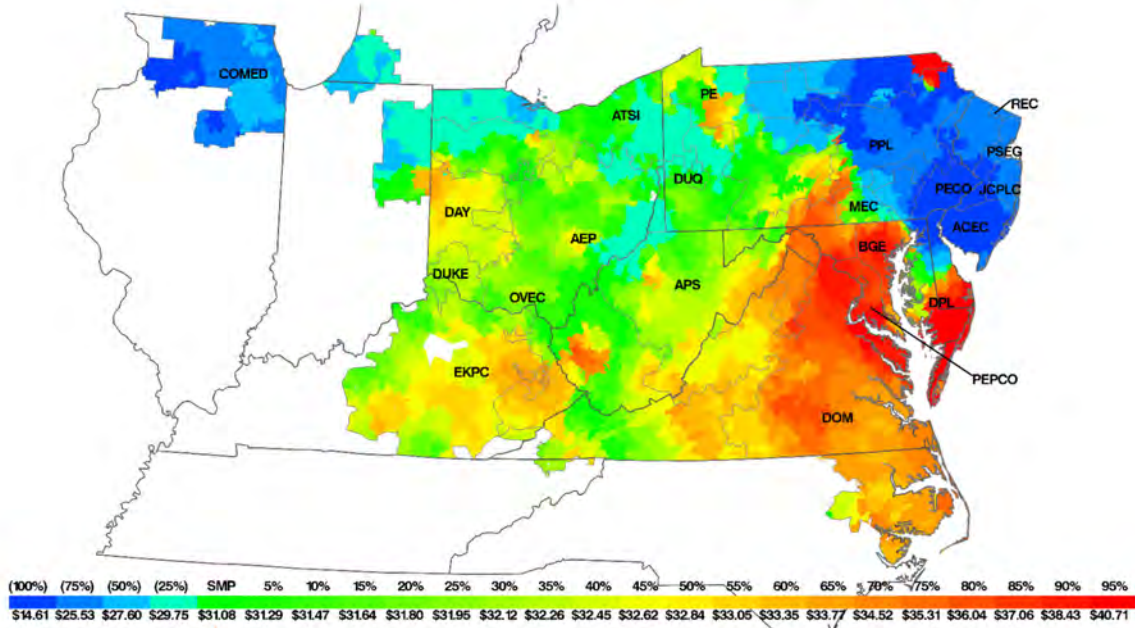 COMED
ATSI
PE
REC
PPL
PSEG
DUQ
PECO JCPLC
MEC
DAY
ACEC
AEP
BGE
DUKE
APS
OVEC
DPL
EKPC
PEPCO
DOM
(100%) (75%) (50%) (25%) SMP 5% 10% 15% 20% 25% 30% 35% 40% 45% 50% 55% 60% 65% 70% 75% 80% 85% 90% 95%
$14.61 $25.53 $27.60 $29.75 $31.08 $31.29 $31.47 $31.64 $31.80 $31.95 $32.12 $32.26 $32.45 $32.62 $32.84 $33.05 $33.35 $33.77 $34.52 $35.31 $36.04 $37.06 $38.43 $40.71